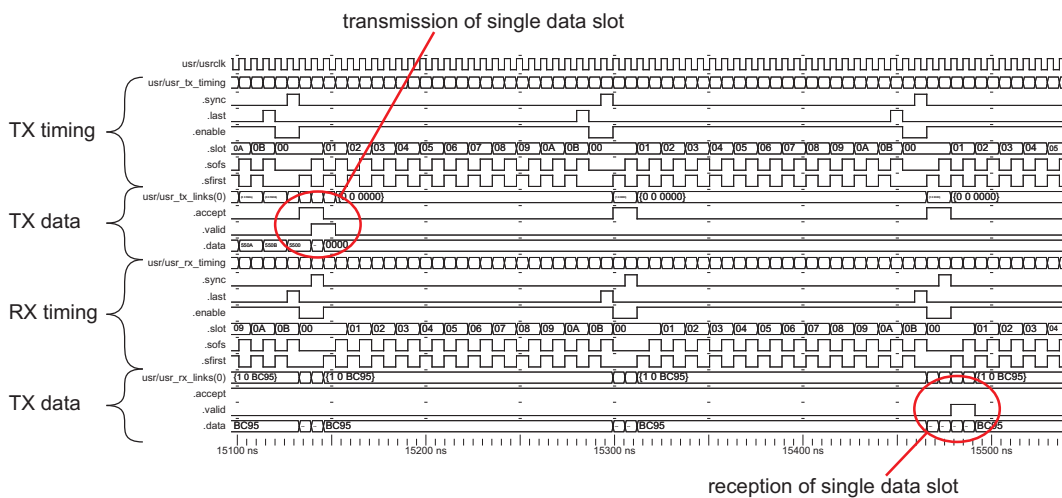 transmission of single data slot
usr/usrclk
usr/usr_tx_timing
.sync
.last
.enable
TX timing
.slot 0A 0B 00 01 02 03 04 05 06 07 08 09 0A 0B 00 01 02 03 04 05 06 07 08 09 0A 0B 00 01 02 03 04 05
.sofs
.sfirst
usr/usr_tx_links(0) {0 0 0000} {0 0 0000} {0 0 0000}
TX data
.accept
.valid
.data 550A 550B 5500 0000
usr/usr_rx_timing
.sync
RX timing
.last
.enable
.slot 09 0A 0B 00 01 02 03 04 05 06 07 08 09 0A 0B 00 01 02 03 04 05 06 07 08 09 0A 0B 00 01 02 03 04
.sofs
.sfirst
usr/usr_rx_links(0) {1 0 BC95} {1 0 BC95} {1 0 BC95} {1 0 BC95}
TX data
.accept
.valid
.data BC95 BC95 BC95 BC95
15100 ns 15200 ns 15300 ns 15400 ns 15500 ns
reception of single data slot